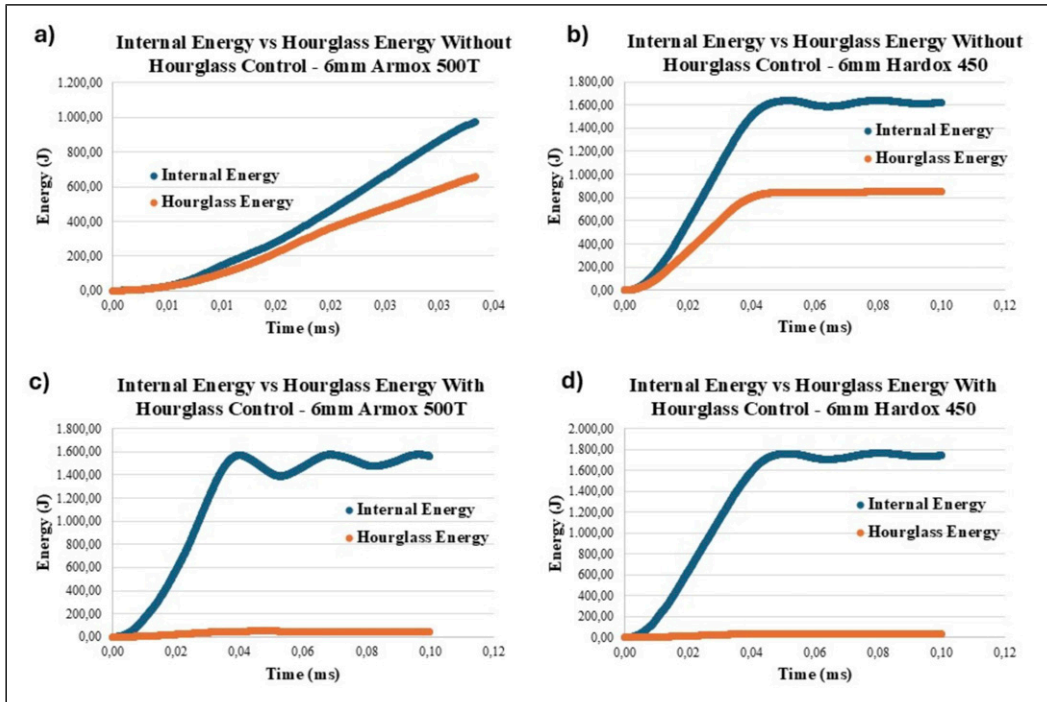 a)
Internal Energy vs Hourglass Energy Without
Hourglass Control - 6mm Armox 500T
1.200,00
1.000,00
800,00
600,00
400,00
200,00
0,00
Energy (J)
Internal Energy
Hourglass Energy
0,00 0,01 0,01 0,02 0,02 0,03 0,03 0,04
Time (ms)
b)
Internal Energy vs Hourglass Energy Without
Hourglass Control - 6mm Hardox 450
1.800,00
1.600,00
1.400,00
1.200,00
1.000,00
800,00
600,00
400,00
200,00
0,00
Energy (J)
Internal Energy
Hourglass Energy
0,00 0,02 0,04 0,06 0,08 0,10 0,12
Time (ms)
c)
Internal Energy vs Hourglass Energy With
Hourglass Control - 6mm Armox 500T
1.800,00
1.600,00
1.400,00
1.200,00
1.000,00
800,00
600,00
400,00
200,00
0,00
Energy (J)
Internal Energy
Hourglass Energy
0,00 0,02 0,04 0,06 0,08 0,10 0,12
Time (ms)
d)
Internal Energy vs Hourglass Energy With
Hourglass Control - 6mm Hardox 450
2.000,00
1.800,00
1.600,00
1.400,00
1.200,00
1.000,00
800,00
600,00
400,00
200,00
0,00
Energy (J)
Internal Energy
Hourglass Energy
0,00 0,02 0,04 0,06 0,08 0,10 0,12
Time (ms)